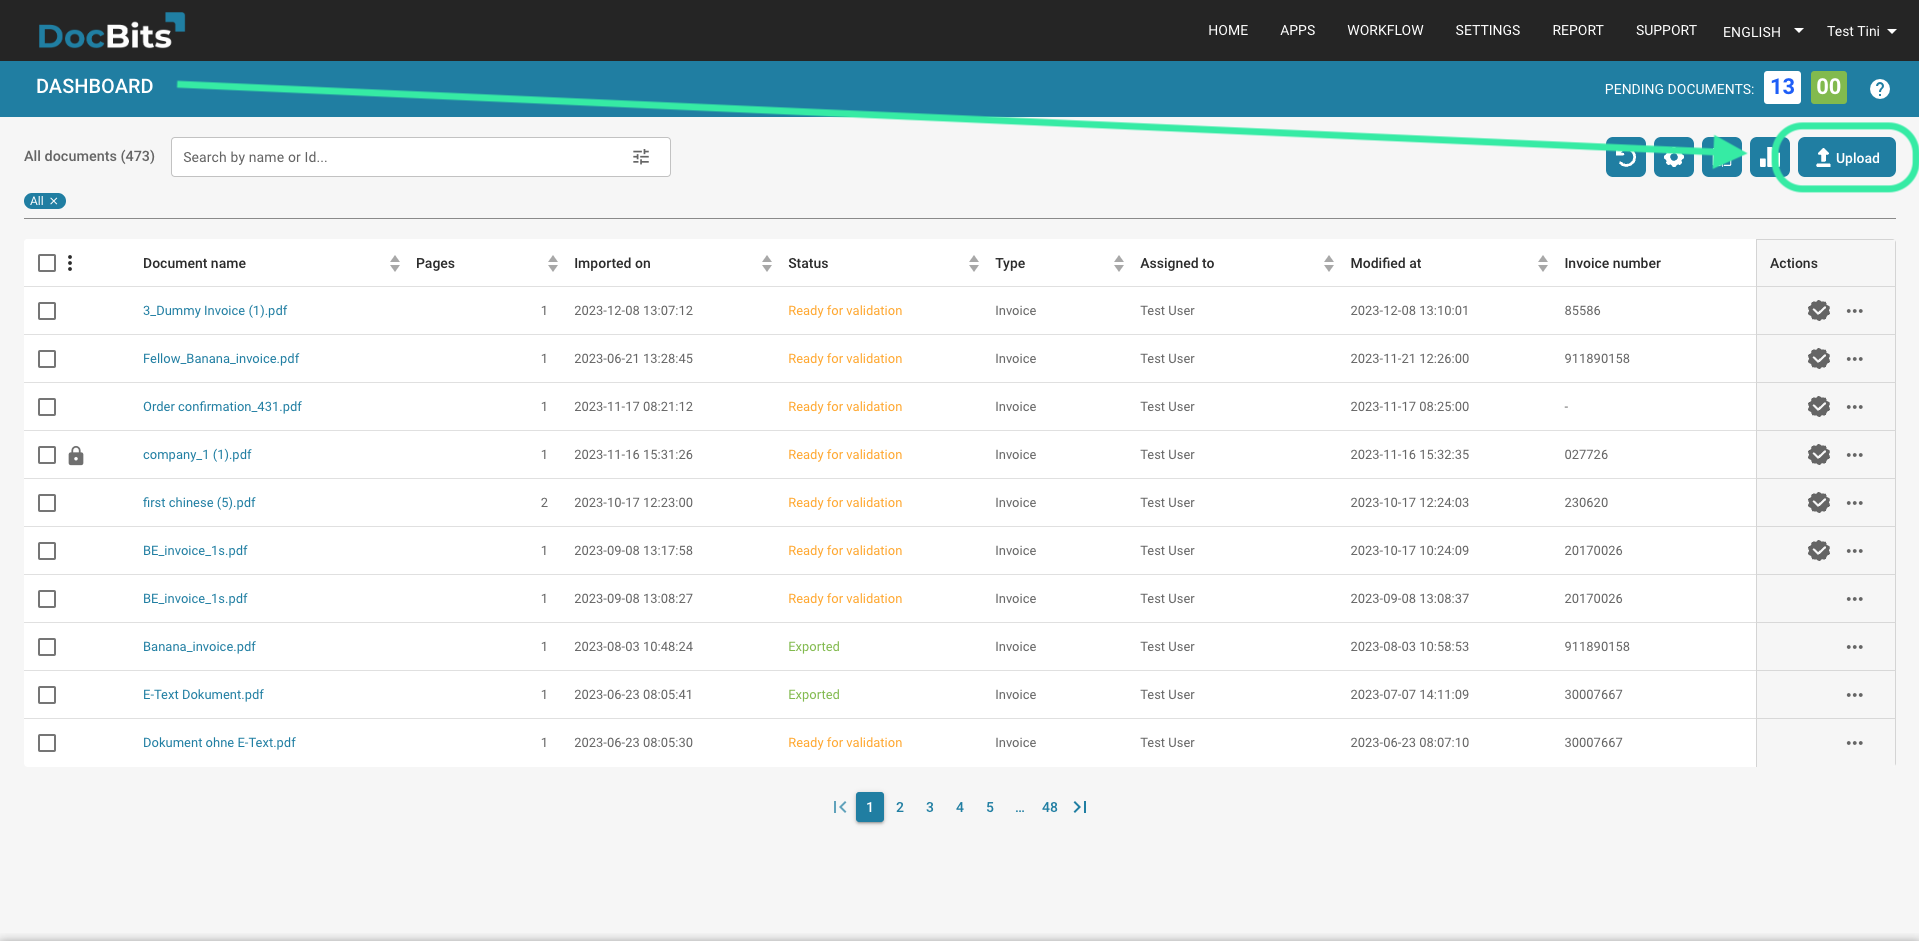 DocBits
HOME APPS WORKFLOW SETTINGS REPORT SUPPORT ENGLISH Test Tini
DASHBOARD
PENDING DOCUMENTS: 13 00 ?
All documents (473) Search by name or Id... Upload
All ×
Document name Pages Imported on Status Type Assigned to Modified at Invoice number Actions
3_Dummy Invoice (1).pdf 1 2023-12-08 13:07:12 Ready for validation Invoice Test User 2023-12-08 13:10:01 85586
Fellow_Banana_invoice.pdf 1 2023-06-21 13:28:45 Ready for validation Invoice Test User 2023-11-21 12:26:00 911890158
Order confirmation_431.pdf 1 2023-11-17 08:21:12 Ready for validation Invoice Test User 2023-11-17 08:25:00 -
company_1 (1).pdf 1 2023-11-16 15:31:26 Ready for validation Invoice Test User 2023-11-16 15:32:35 027726
first chinese (5).pdf 2 2023-10-17 12:23:00 Ready for validation Invoice Test User 2023-10-17 12:24:03 230620
BE_invoice_1s.pdf 1 2023-09-08 13:17:58 Ready for validation Invoice Test User 2023-10-17 10:24:09 20170026
BE_invoice_1s.pdf 1 2023-09-08 13:08:27 Ready for validation Invoice Test User 2023-09-08 13:08:37 20170026
Banana_invoice.pdf 1 2023-08-03 10:48:24 Exported Invoice Test User 2023-08-03 10:58:53 911890158
E-Text Dokument.pdf 1 2023-06-23 08:05:41 Exported Invoice Test User 2023-07-07 14:11:09 30007667
Dokument ohne E-Text.pdf 1 2023-06-23 08:05:30 Ready for validation Invoice Test User 2023-06-23 08:07:10 30007667
1 2 3 4 5 ... 48